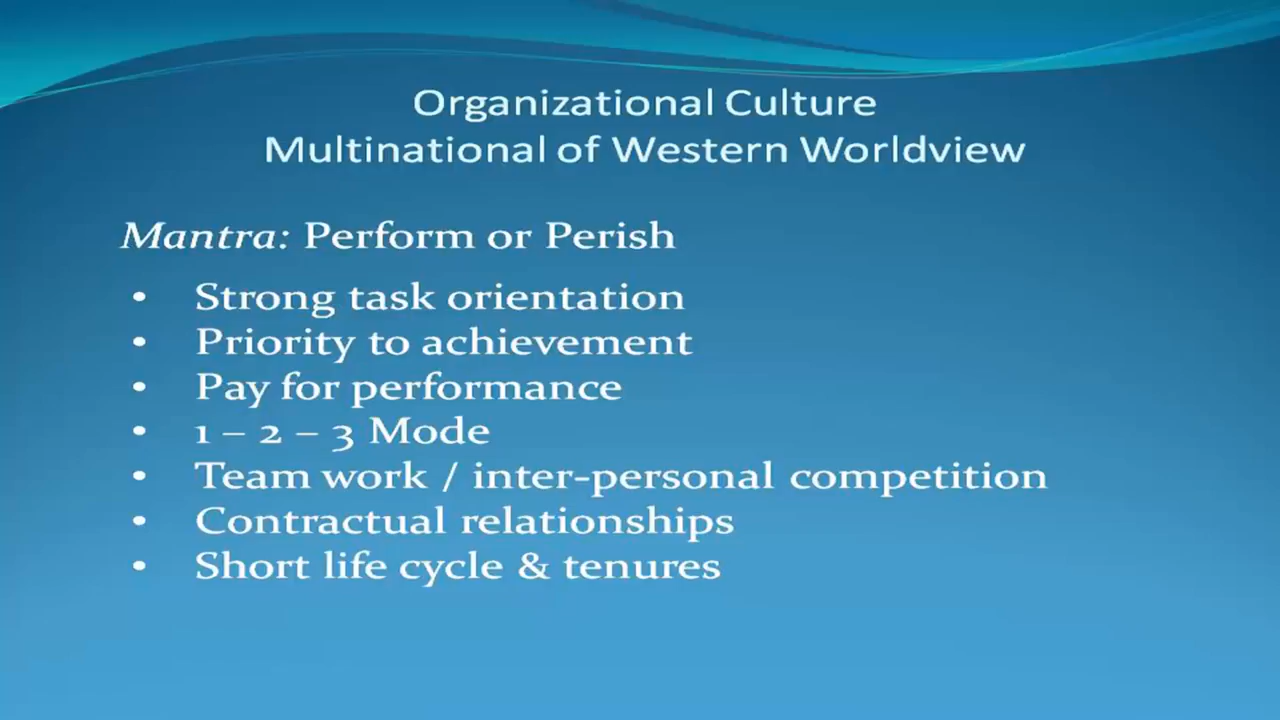 Organizational Culture
Multinational of Western Worldview
Mantra: Perform or Perish
• Strong task orientation
• Priority to achievement
• Pay for performance
• 1 – 2 – 3 Mode
• Team work / inter-personal competition
• Contractual relationships
• Short life cycle & tenures